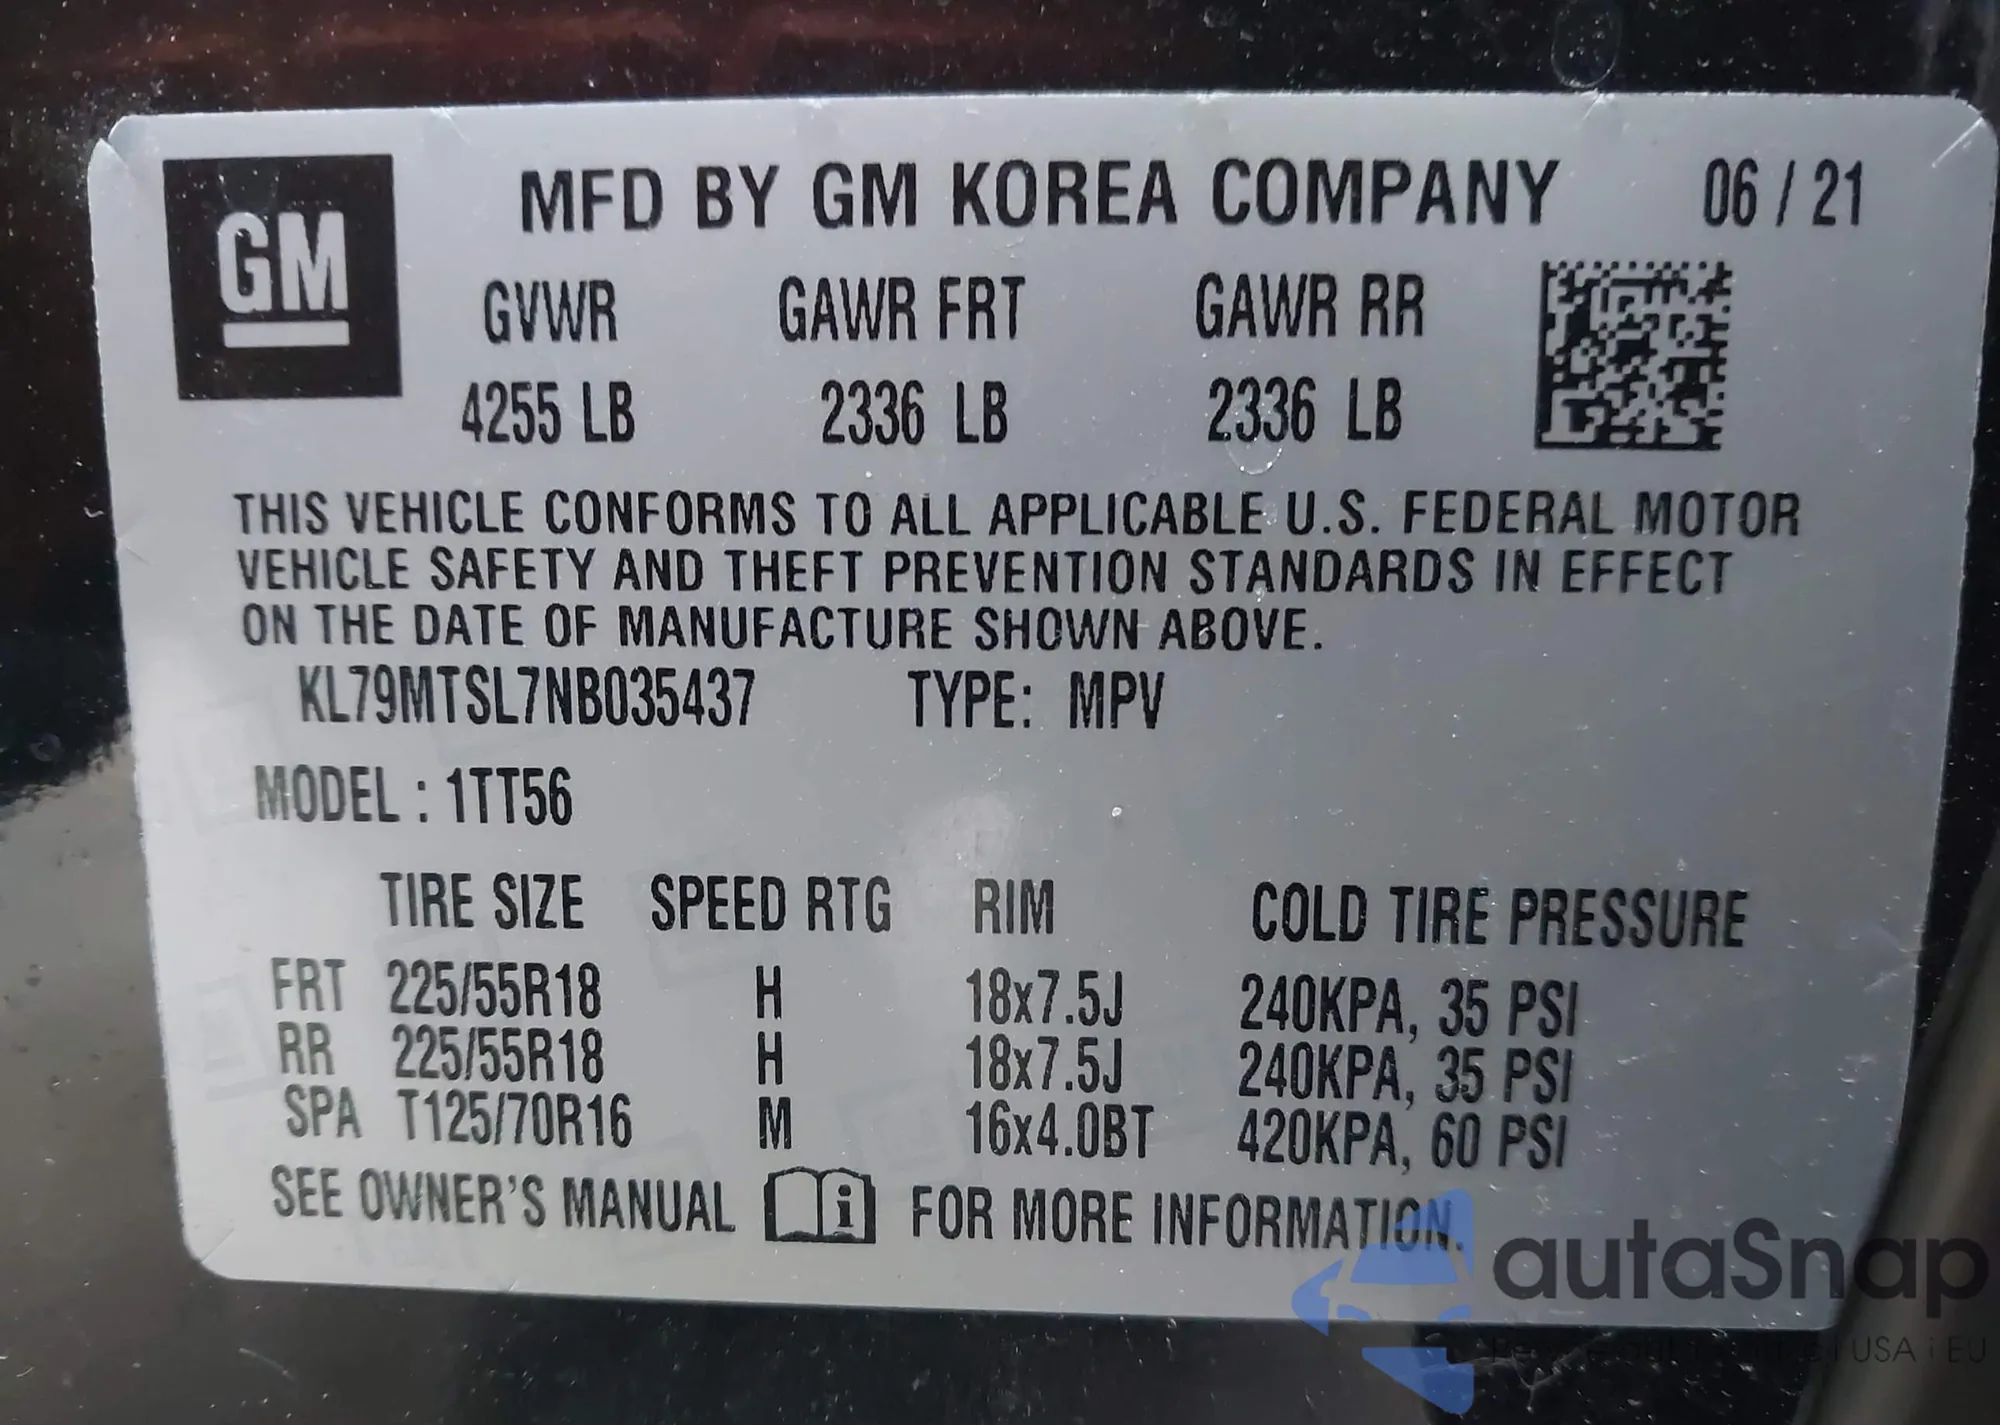 GM
MFD BY GM KOREA COMPANY 06 / 21
GVWR GAWR FRT GAWR RR
4255 LB 2336 LB 2336 LB
THIS VEHICLE CONFORMS TO ALL APPLICABLE U.S. FEDERAL MOTOR
VEHICLE SAFETY AND THEFT PREVENTION STANDARDS IN EFFECT
ON THE DATE OF MANUFACTURE SHOWN ABOVE.
KL79MTSL7NB035437 TYPE: MPV
MODEL : 1TT56
TIRE SIZE SPEED RTG RIM COLD TIRE PRESSURE
FRT 225/55R18 H 18x7.5J 240KPA, 35 PSI
RR 225/55R18 H 18x7.5J 240KPA, 35 PSI
SPA T125/70R16 M 16x4.0BT 420KPA, 60 PSI
SEE OWNER'S MANUAL i FOR MORE INFORMATION.
autaSnap
USA i EU